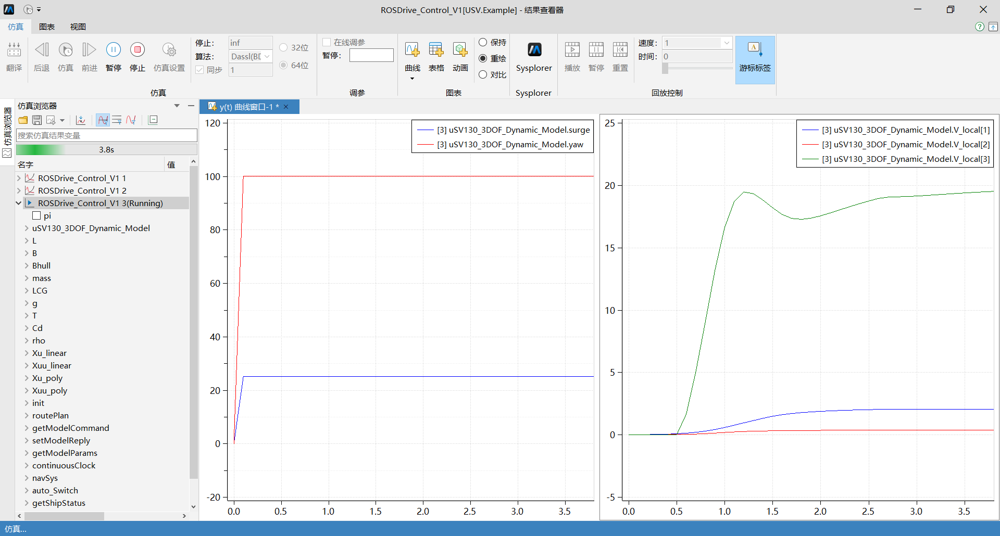 ROSDrive_Control_V1[USV.Example] - 结果查看器
仿真 图表 视图
翻译 后退 仿真 前进 暂停 停止 仿真设置
停止: inf
算法: Dassl(BD
同步 1
32位
64位
仿真
在线调参
暂停:
调参
曲线 表格 动画
保持
重绘
对比
图表
Sysplorer
Sysplorer
播放 暂停 重置
速度: 1
时间: 0
回放控制
A
游标标签
仿真浏览器
仿真浏览器
搜索仿真结果变量
3.8s
名字 值
ROSDrive_Control_V1 1
ROSDrive_Control_V1 2
ROSDrive_Control_V1 3(Running)
pi
uSV130_3DOF_Dynamic_Model
L
B
Bhull
mass
LCG
g
T
Cd
rho
Xu_linear
Xuu_linear
Xu_poly
Xuu_poly
init
routePlan
getModelCommand
setModelReply
getModelParams
continuousClock
navSys
auto_Switch
getShipStatus
y(t) 曲线窗口-1 * ×
[3] uSV130_3DOF_Dynamic_Model.surge
[3] uSV130_3DOF_Dynamic_Model.yaw
120
100
80
60
40
20
0
-20
0.0 0.5 1.0 1.5 2.0 2.5 3.0 3.5
[3] uSV130_3DOF_Dynamic_Model.V_local[1]
[3] uSV130_3DOF_Dynamic_Model.V_local[2]
[3] uSV130_3DOF_Dynamic_Model.V_local[3]
25
20
15
10
5
0
-5
0.0 0.5 1.0 1.5 2.0 2.5 3.0 3.5
仿真...